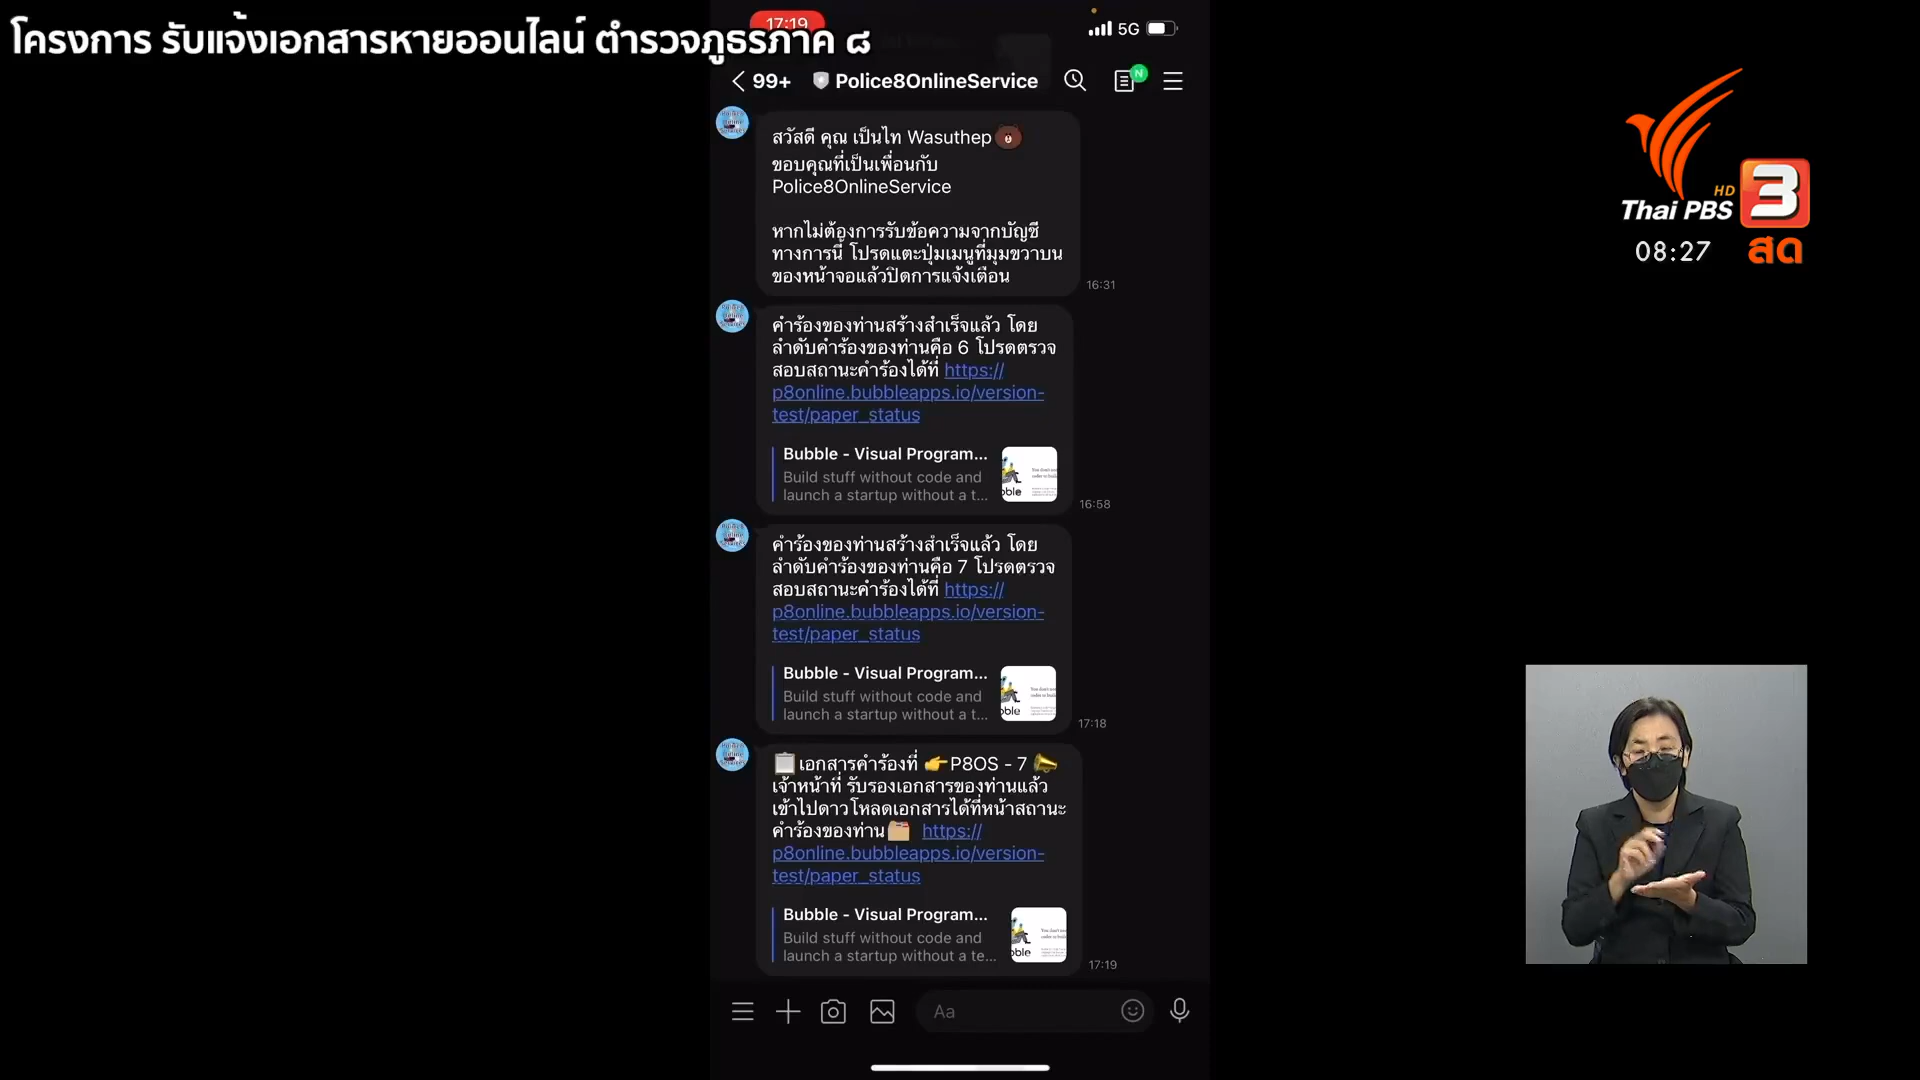 โครงการ รับแจ้งเอกสารหายออนไลน์ ตำรวจภูธรภาค ๘
17:19
5G
99+ Police8OnlineService
N
HD
Thai PBS 3
08:27 สด
สวัสดี คุณ เป็นไท Wasuthep
ขอบคุณที่เป็นเพื่อนกับ
Police8OnlineService
หากไม่ต้องการรับข้อความจากบัญชี
ทางการนี้ โปรดแตะปุ่มเมนูที่มุมขวาบน
ของหน้าจอแล้วปิดการแจ้งเตือน
16:31
คำร้องของท่านสร้างสำเร็จแล้ว โดย
ลำดับคำร้องของท่านคือ 6 โปรดตรวจ
สอบสถานะคำร้องได้ที่ https://
p8online.bubbleapps.io/version-
test/paper_status
Bubble - Visual Program...
Build stuff without code and
launch a startup without a t...
16:58
คำร้องของท่านสร้างสำเร็จแล้ว โดย
ลำดับคำร้องของท่านคือ 7 โปรดตรวจ
สอบสถานะคำร้องได้ที่ https://
p8online.bubbleapps.io/version-
test/paper_status
Bubble - Visual Program...
Build stuff without code and
launch a startup without a t...
17:18
เอกสารคำร้องที่ 👉P8OS - 7
เจ้าหน้าที่ รับรองเอกสารของท่านแล้ว
เข้าไปดาวโหลดเอกสารได้ที่หน้าสถานะ
คำร้องของท่าน https://
p8online.bubbleapps.io/version-
test/paper_status
Bubble - Visual Program...
Build stuff without code and
launch a startup without a te...
17:19
Aa